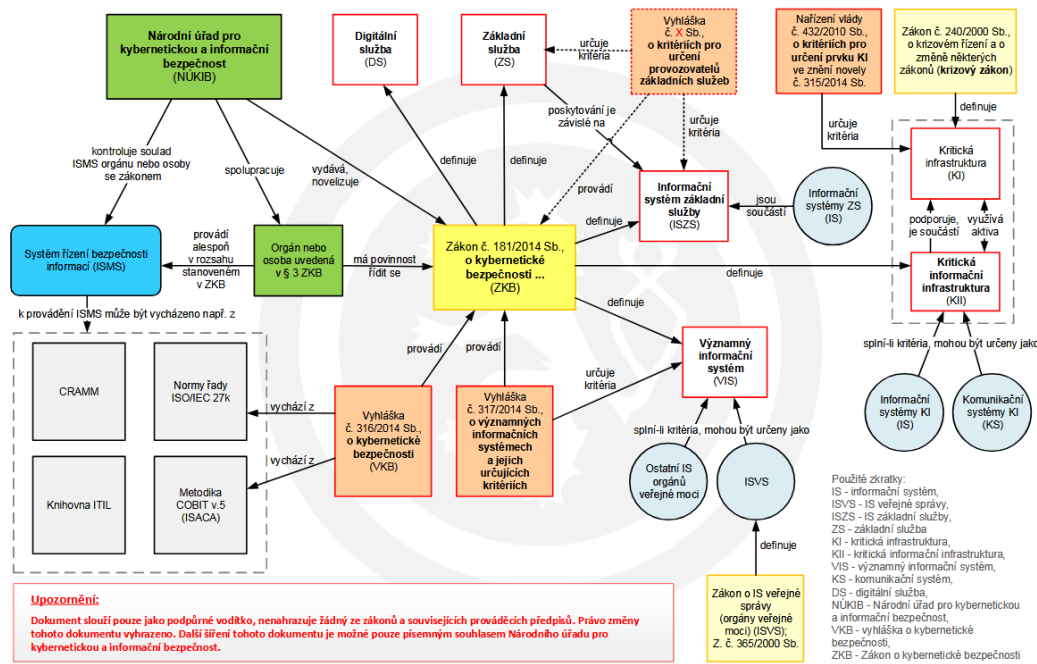 Národní úřad pro
kybernetickou a informační
bezpečnost
(NÚKIB)
Digitální
služba
(DS)
Základní
služba
(ZS)
určuje
kritéria
Vyhláška
č. X Sb.,
o kritériích pro
určení
provozovatelů
základních služeb
Nařízení vlády
č. 432/2010 Sb.,
o kritériích pro
určení prvku KI
ve znění novely
č. 315/2014 Sb.
Zákon č. 240/2000 Sb.,
o krizovém řízení a o
změně některých
zákonů (krizový zákon)
definuje
určuje
kritéria
Kritická
infrastruktura
(KI)
poskytování je
závislé na
určuje
kritéria
kontroluje soulad
ISMS orgánu nebo osoby
se zákonem
spolupracuje
vydává,
novelizuje
definuje
definuje
provádí
Informační
systém základní
služby
(ISZS)
jsou
součástí
Informační
systémy ZS
(IS)
podporuje,
je součástí
využívá
aktiva
Systém řízení bezpečnosti
informací (ISMS)
provádí
alespoň
v rozsahu
stanoveném
v ZKB
Orgán nebo
osoba uvedená
v § 3 ZKB
má povinnost
řídit se
Zákon č. 181/2014 Sb.,
o kybernetické
bezpečnosti ...
(ZKB)
definuje
definuje
Kritická
informační
infrastruktura
(KII)
k provádění ISMS může být vycházeno např. z
definuje
splní-li kritéria, mohou být určeny jako
CRAMM
Normy řady
ISO/IEC 27k
provádí
provádí
určuje
kritéria
Významný
informační
systém
(VIS)
Informační
systémy KI
(IS)
Komunikační
systémy KI
(KS)
vychází z
vychází z
Vyhláška
č. 316/2014 Sb.,
o kybernetické
bezpečnosti
(VKB)
Vyhláška
č. 317/2014 Sb.,
o významných
informačních
systémech
a jejich
určujících
kritériích
splní-li kritéria, mohou být určeny jako
Ostatní IS
orgánů
veřejné moci
ISVS
Knihovna ITIL
Metodika
COBIT v.5
(ISACA)
definuje
Zákon o IS veřejné
správy
(orgány veřejné
moci) (ISVS);
Z. č. 365/2000 Sb.
Použité zkratky:
IS - informační systém,
ISVS - IS veřejné správy,
ISZS - IS základní služby,
ZS - základní služba
KI - kritická infrastruktura,
KII - kritická informační infrastruktura,
VIS - významný informační systém,
KS - komunikační systém,
DS - digitální služba,
NÚKIB - Národní úřad pro kybernetickou
a informační bezpečnost,
VKB - vyhláška o kybernetické
bezpečnosti,
ZKB - Zákon o kybernetické bezpečnosti
Upozornění:
Dokument slouží pouze jako podpůrné vodítko, nenahrazuje žádný ze zákonů a souvisejících prováděcích předpisů. Právo změny
tohoto dokumentu vyhrazeno. Další šíření tohoto dokumentu je možné pouze písemným souhlasem Národního úřadu pro
kybernetickou a informační bezpečnost.